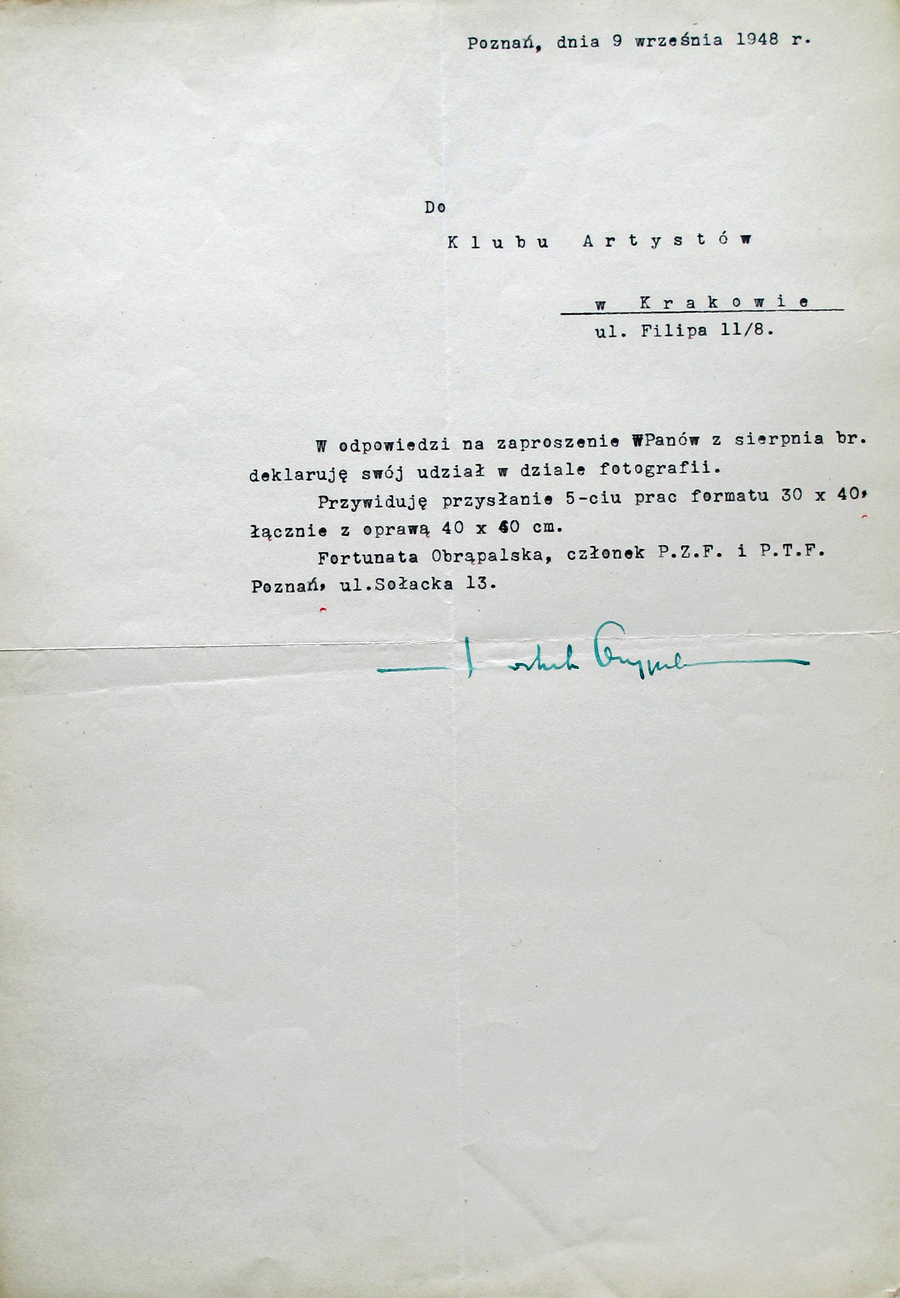 Poznań, dnia 9 września 1948 r.
Do
Klubu Artystów
w Krakowie
ul. Filipa 11/8.
W odpowiedzi na zaproszenie WPanów z sierpnia br.
deklaruję swój udział w dziale fotografii.
Przywiduję przysłanie 5-ciu prac formatu 30 x 40,
łącznie z oprawą 40 x 60 cm.
Fortunata Obrąpalska, członek P.Z.F. i P.T.F.
Poznań, ul.Sołacka 13.